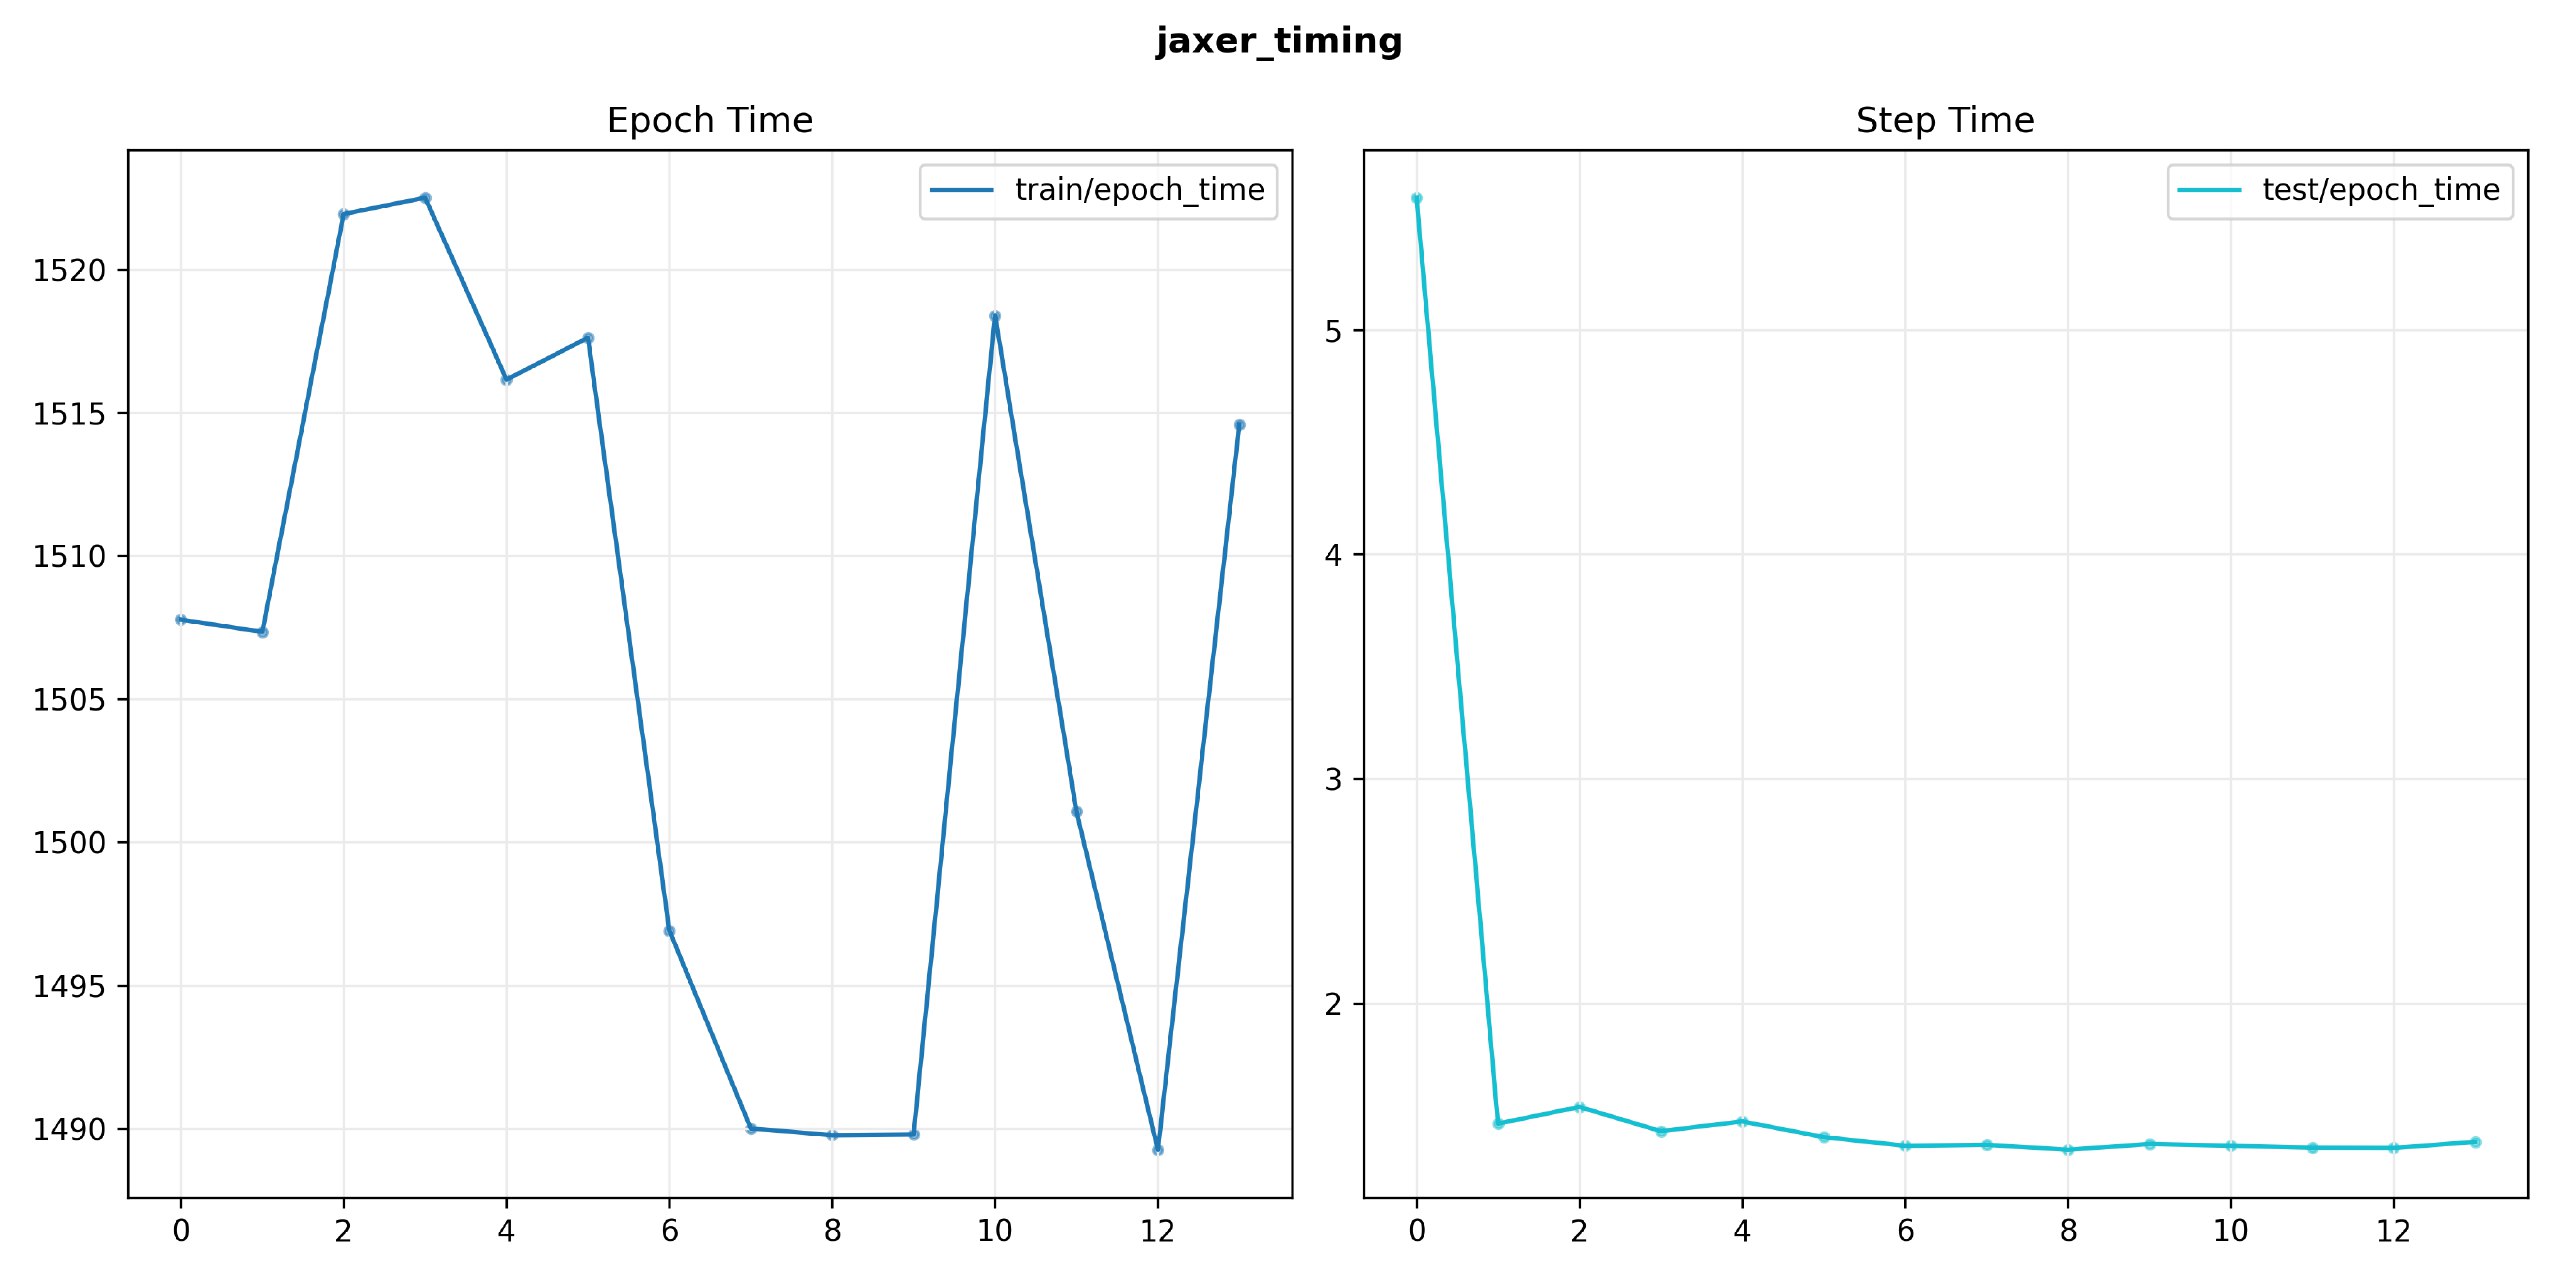 jaxer_timing
Epoch Time
train/epoch_time
1520
1515
1510
1505
1500
1495
1490
0 2 4 6 8 10 12
Step Time
test/epoch_time
5
4
3
2
0 2 4 6 8 10 12